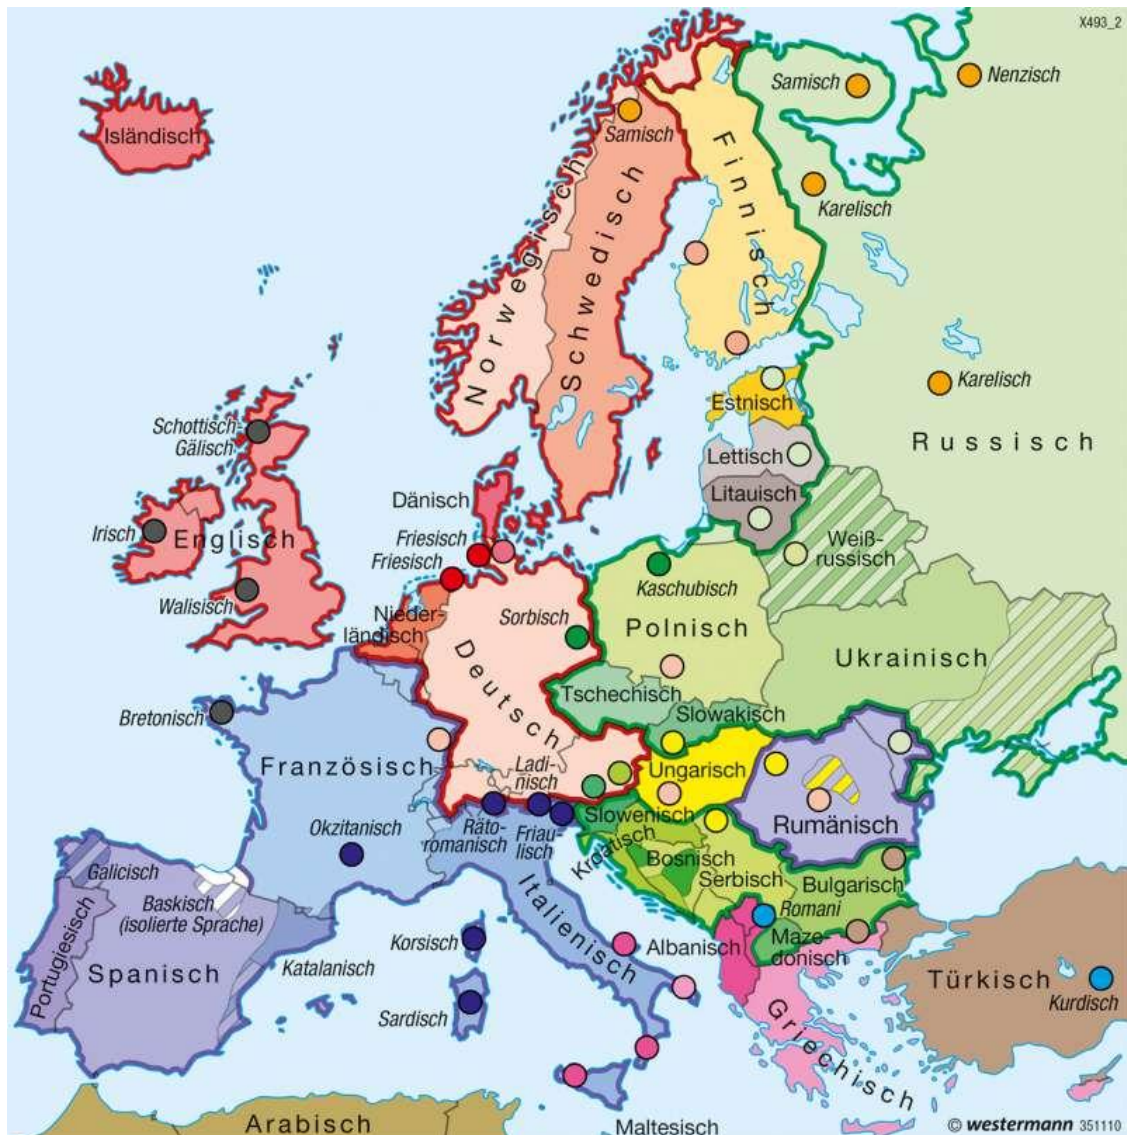 X493_2
Samisch
Nenzisch
Isländisch
Samisch
Finnisch
Karelisch
Norwegisch
Schwedisch
Karelisch
Estnisch
Schottisch-
Gälisch
Russisch
Lettisch
Litauisch
Dänisch
Irisch
Englisch
Friesisch
Friesisch
Weiß-
russisch
Kaschubisch
Walisisch
Nieder-
ländisch
Sorbisch
Polnisch
Deutsch
Ukrainisch
Tschechisch
Bretonisch
Slowakisch
Französisch
Ladi-
nisch
Ungarisch
Okzitanisch
Räto-
romanisch
Friau-
lisch
Slowenisch
Kroatisch
Rumänisch
Bosnisch
Serbisch
Bulgarisch
Galicisch
Baskisch
(isolierte Sprache)
Italienisch
Romani
Portugiesisch
Korsisch
Albanisch
Maze-
donisch
Spanisch
Katalanisch
Türkisch
Kurdisch
Sardisch
Griechisch
Arabisch
Maltesisch
© westermann 351110